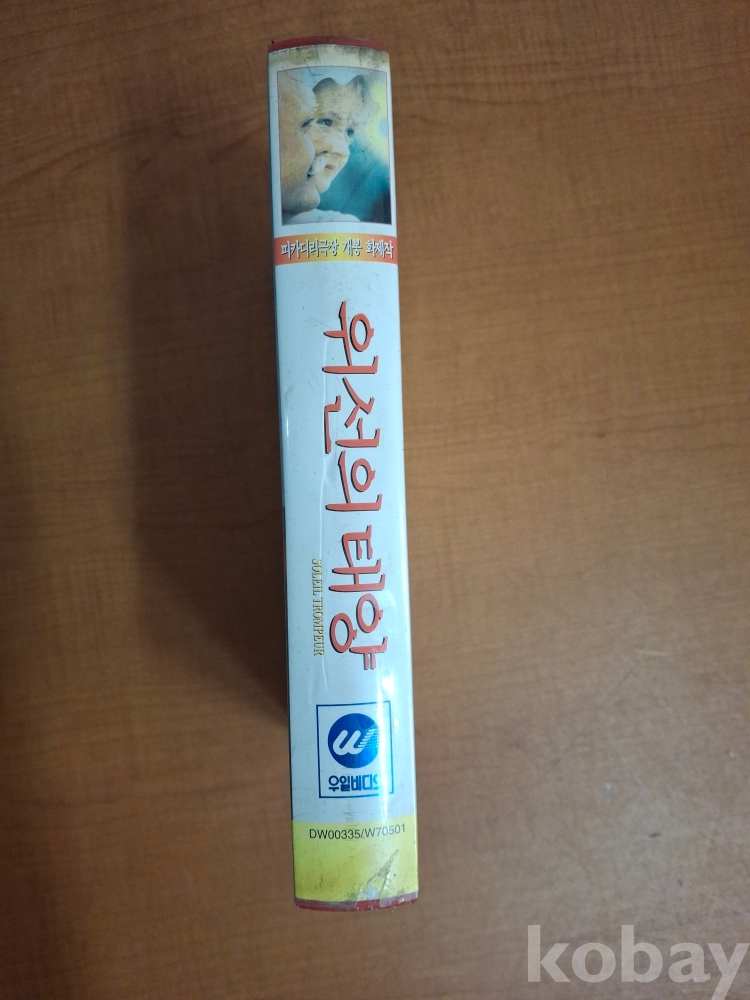 피카디리극장 개봉 화제작
위선의 태양
SOLEIL TROMPEUR
우일비디오
DW00335/W70501
kobay